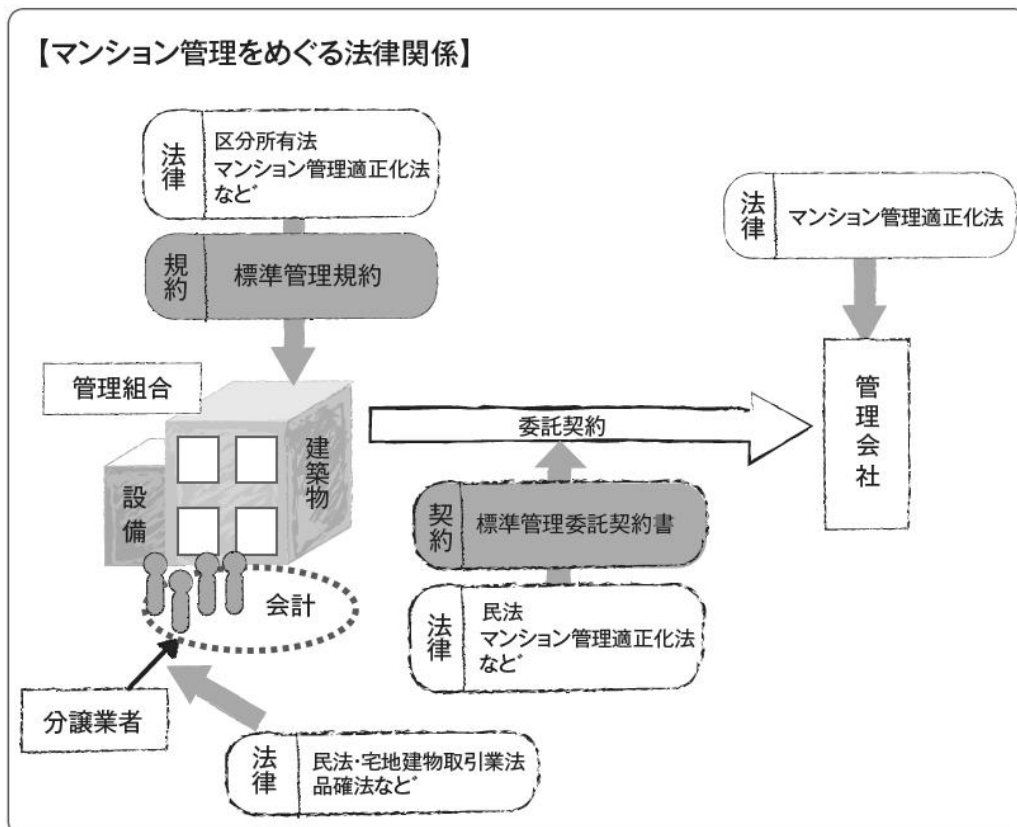 【マンション管理をめぐる法律関係】
法律
区分所有法
マンション管理適正化法
など
規約
標準管理規約
法律
マンション管理適正化法
管理組合
建築物
設備
会計
委託契約
管理会社
契約
標準管理委託契約書
法律
民法
マンション管理適正化法
など
分譲業者
法律
民法・宅地建物取引業法
品確法など